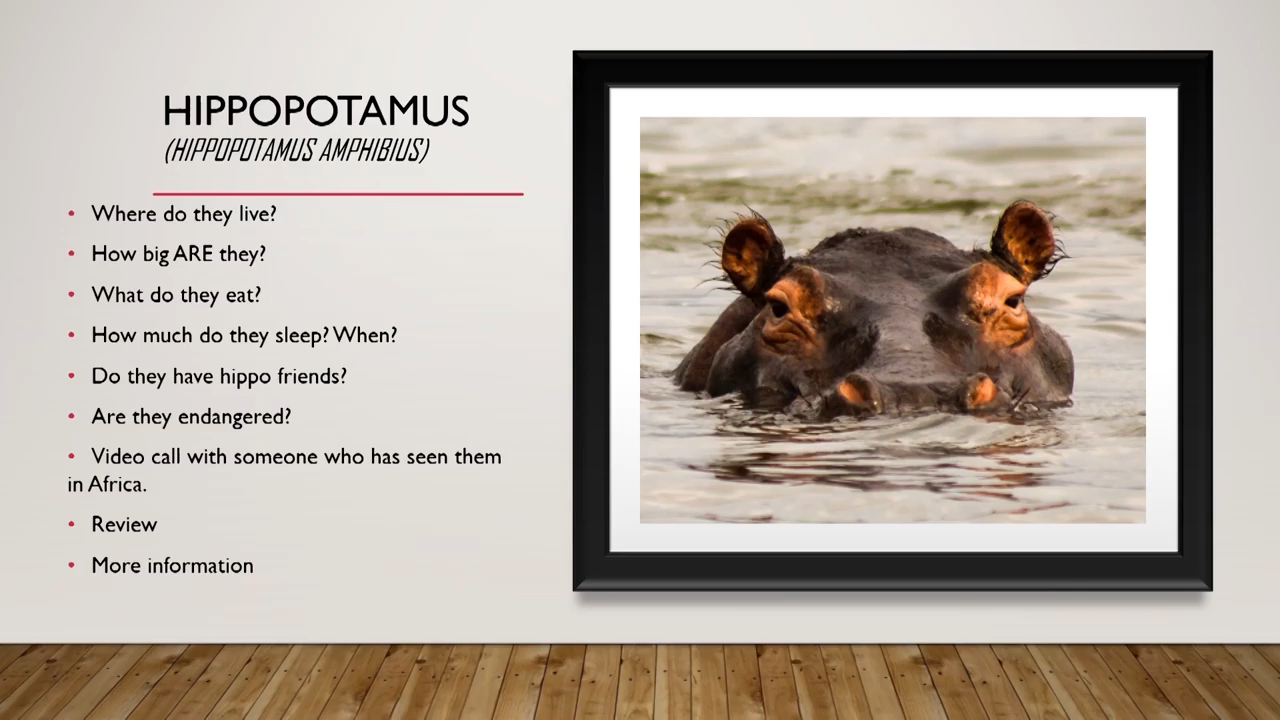 HIPPOPOTAMUS
(HIPPOPOTAMUS AMPHIBIUS)
• Where do they live?
• How big ARE they?
• What do they eat?
• How much do they sleep? When?
• Do they have hippo friends?
• Are they endangered?
• Video call with someone who has seen them
in Africa.
• Review
• More information